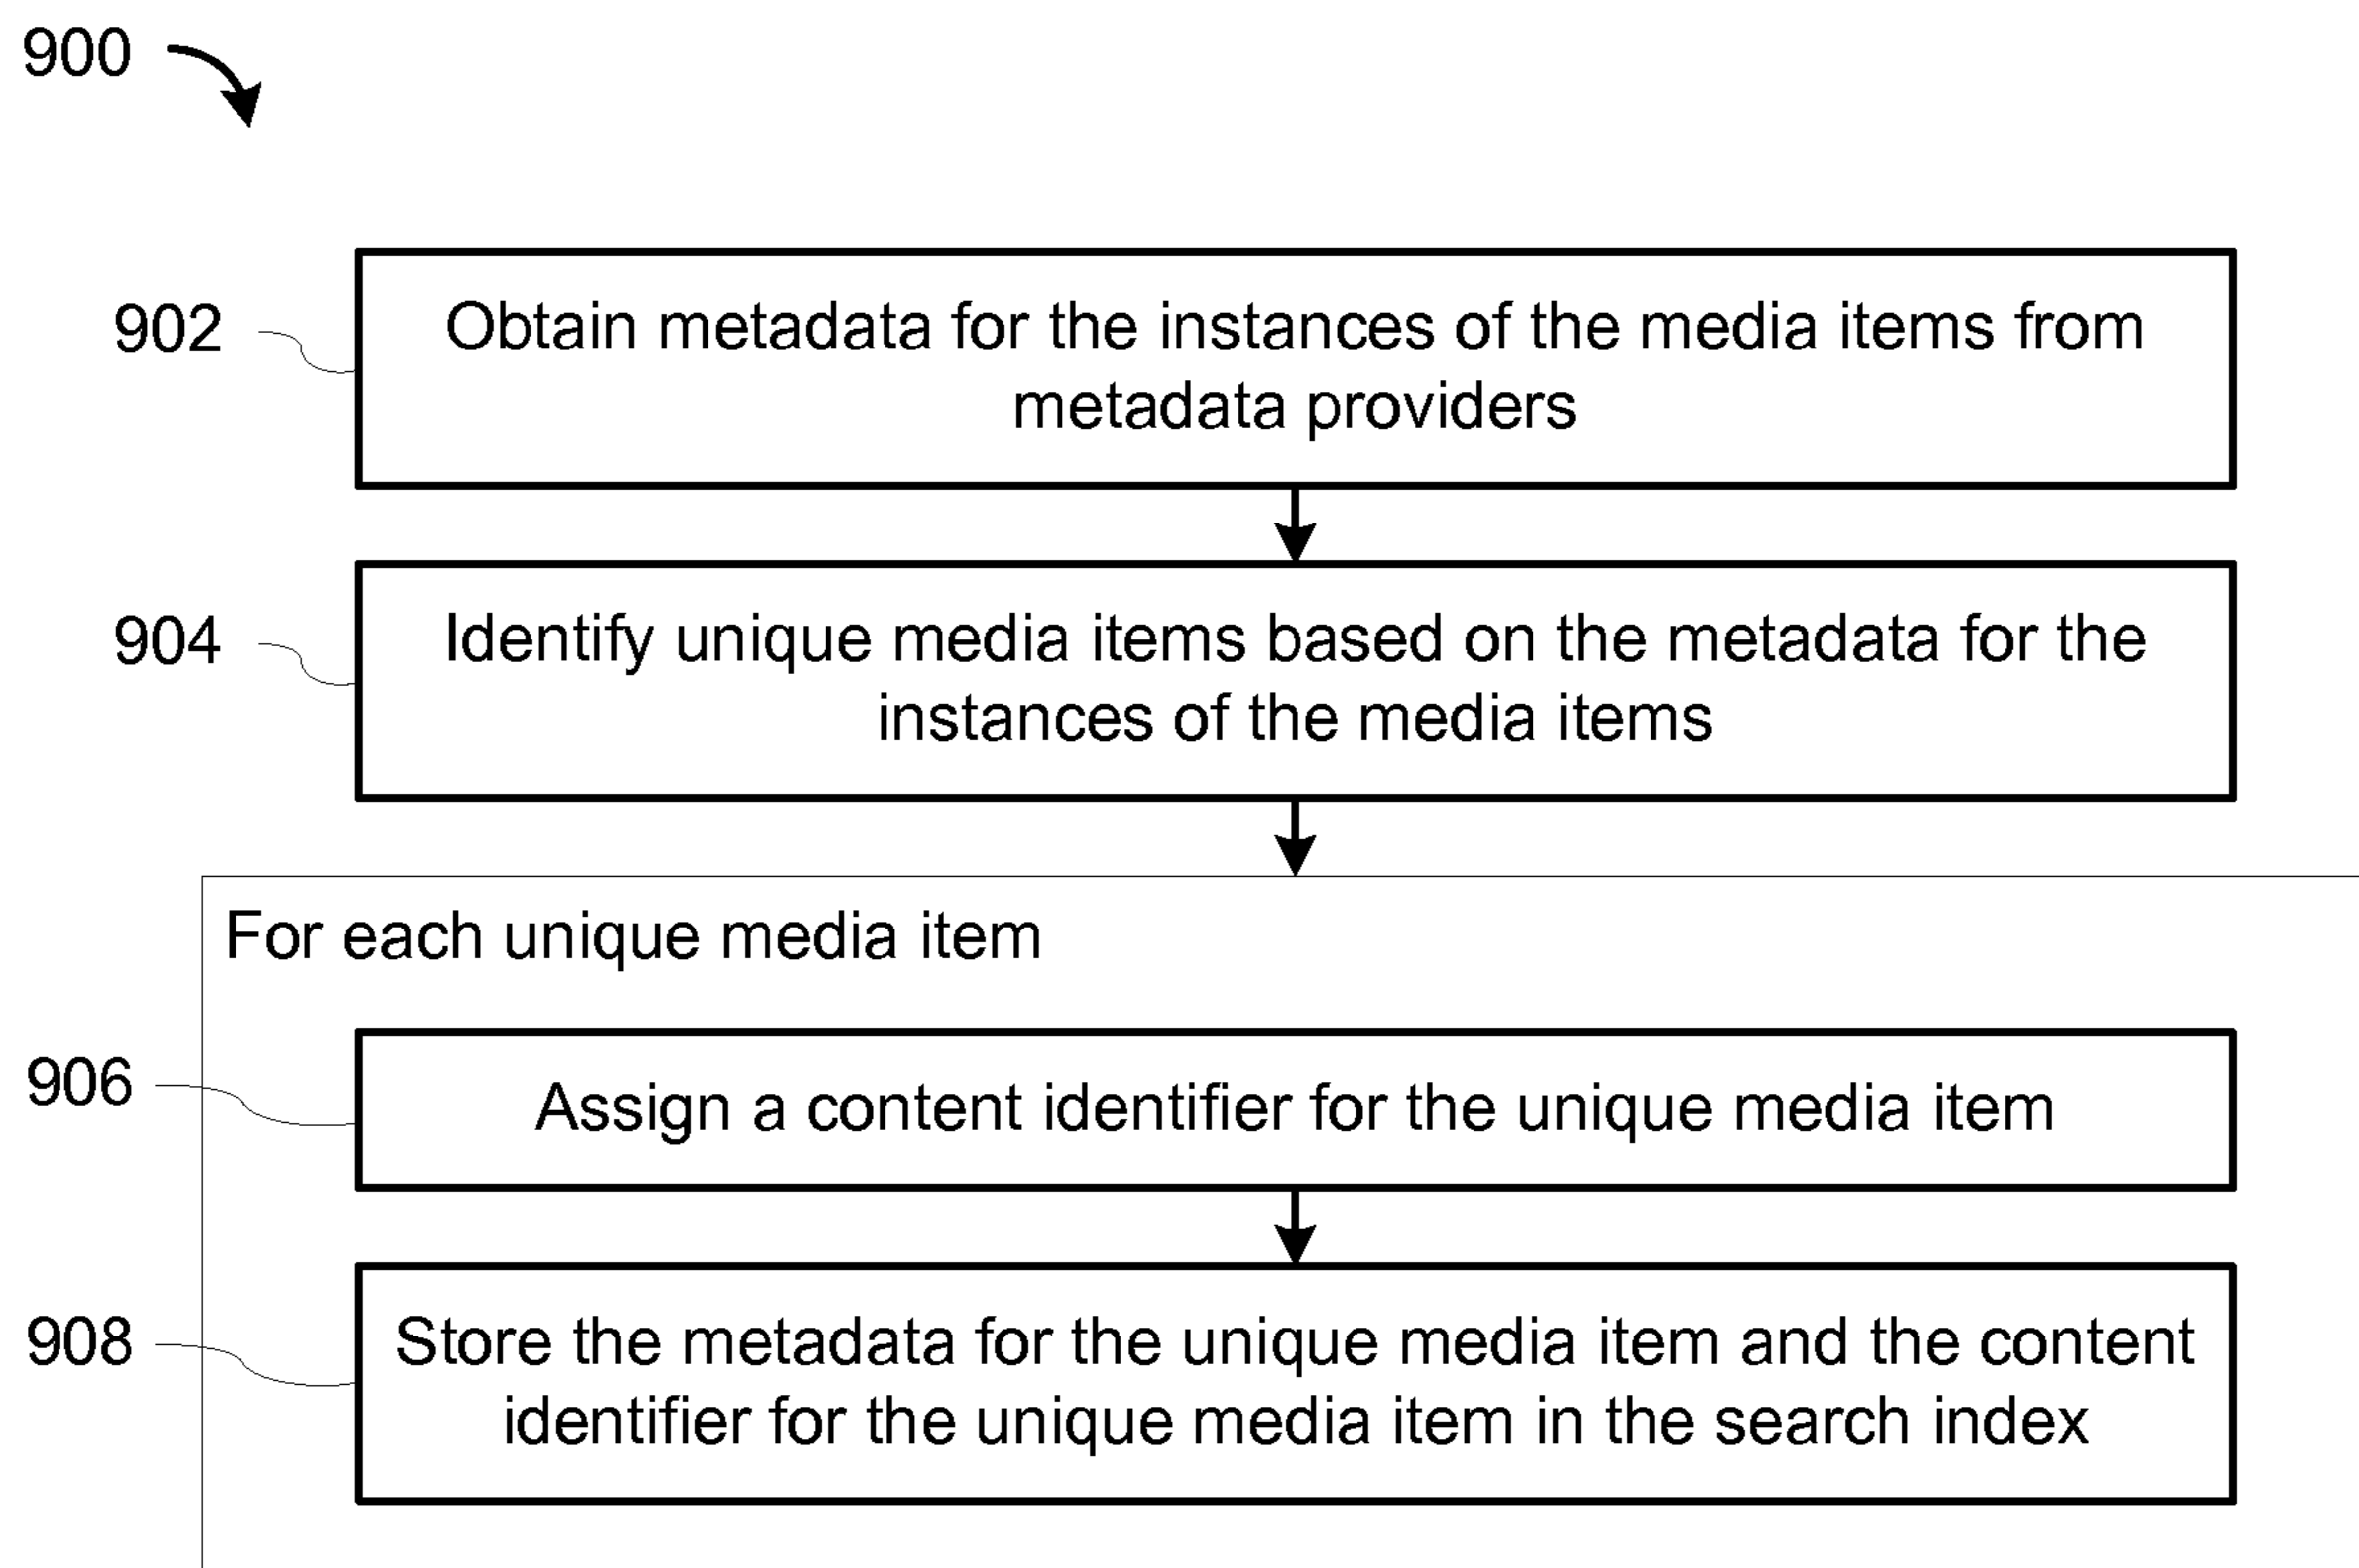 900
902
Obtain metadata for the instances of the media items from
metadata providers
904
Identify unique media items based on the metadata for the
instances of the media items
For each unique media item
906
Assign a content identifier for the unique media item
908
Store the metadata for the unique media item and the content
identifier for the unique media item in the search index